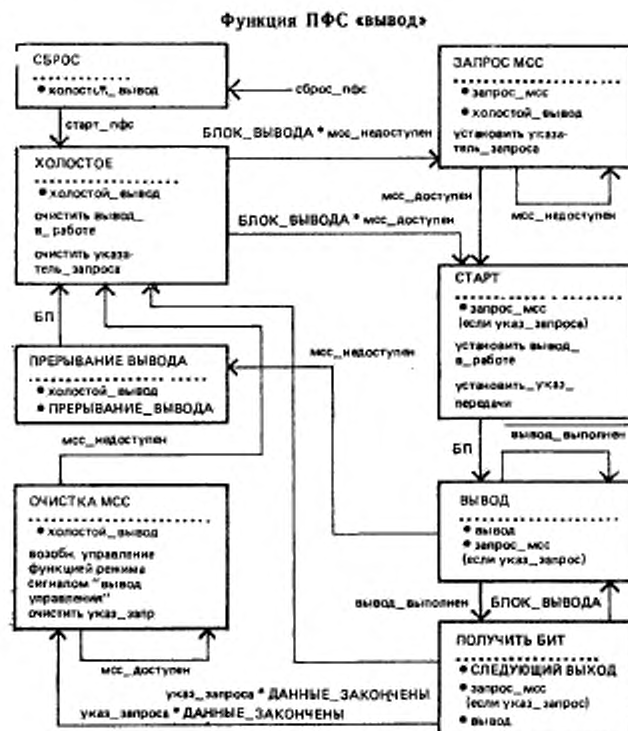 Функция ПФС «вывод»
СБРОС
• холостой_вывод
сброс_пфс
старт_пфс
ЗАПРОС МСС
• запрос_мсс
• холостой_вывод
установить указа-
тель_запроса
БЛОК_ВЫВОДА * мсс_недоступен
мсс_доступен
мсс_недоступен
ХОЛОСТОЕ
• холостой_вывод
очистить вывод_
в_работе
очистить указа-
тель_запроса
БЛОК_ВЫВОДА * мсс_доступен
СТАРТ
• запрос_мсс
(если указ_запроса)
установить вывод_
в_работе
установить_указ_
передачи
БП
мсс_недоступен
ПРЕРЫВАНИЕ ВЫВОДА
• холостой_вывод
• ПРЕРЫВАНИЕ_ВЫВОДА
мсс_недоступен
БП
вывод_выполнен
ОЧИСТКА МСС
• холостой_вывод
возобн. управление
функцией режима
сигналом "вывод
управления"
очистить указ_запр
мсс_доступен
ВЫВОД
• вывод
• запрос_мсс
(если указ_запрос)
вывод_выполнен
БЛОК_ВЫВОДА
ПОЛУЧИТЬ БИТ
• СЛЕДУЮЩИЙ ВЫХОД
• запрос_мсс
(если указ_запрос)
• вывод
указ_запроса * ДАННЫЕ_ЗАКОНЧЕНЫ
указ_запроса * ДАННЫЕ_ЗАКОНЧЕНЫ